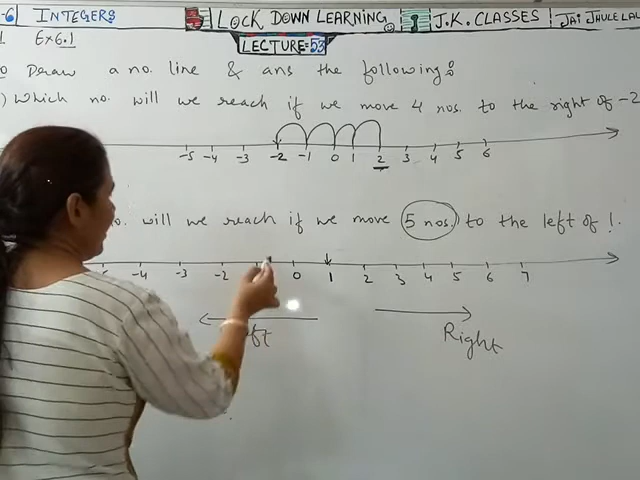 -6 INTEGERS LOCK DOWN LEARNING J.K. CLASSES JAI JHULELAL
Ex 6.1 LECTURE:53
Draw a no. line & ans the following:
) Which no. will we reach if we move 4 nos. to the right of -2
-5 -4 -3 -2 -1 0 1 2 3 4 5 6
no. will we reach if we move 5 nos. to the left of 1.
-4 -3 -2 0 1 2 3 4 5 6 7
Right